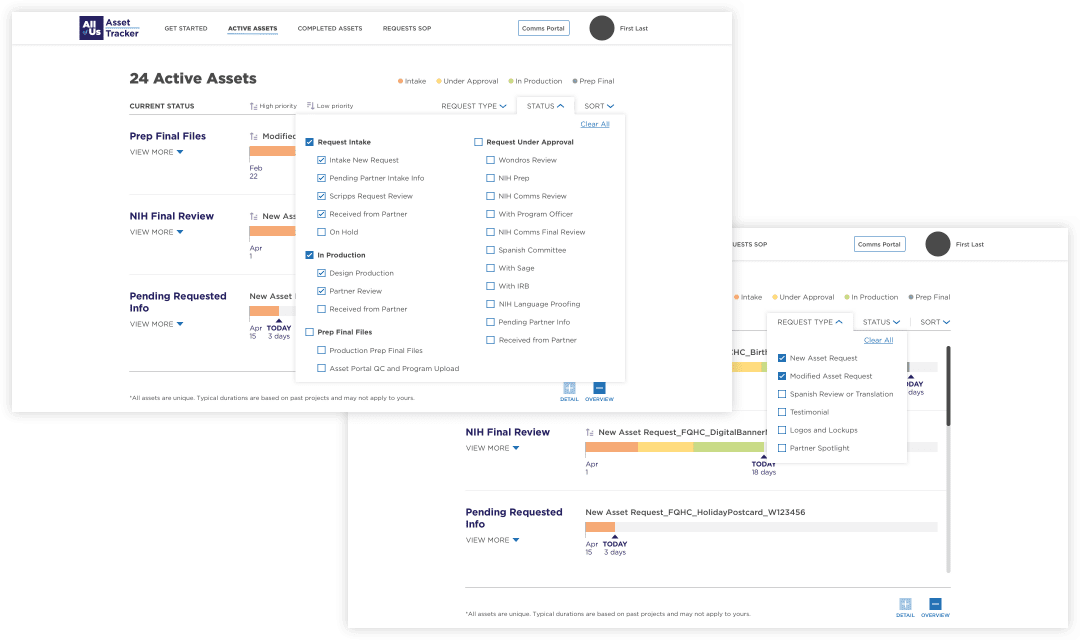 All of Us Asset Tracker
GET STARTED
ACTIVE ASSETS
COMPLETED ASSETS
REQUESTS SOP
Comms Portal
First Last
24 Active Assets
Intake
Under Approval
In Production
Prep Final
CURRENT STATUS
High priority
Low priority
REQUEST TYPE
STATUS
SORT
Clear All
Prep Final Files
VIEW MORE
Modified
Feb
22
NIH Final Review
VIEW MORE
New Ass
Apr
1
Pending Requested
Info
VIEW MORE
New Asset
Apr
15
TODAY
3 days
Request Intake
Intake New Request
Pending Partner Intake Info
Scripps Request Review
Received from Partner
On Hold
In Production
Design Production
Partner Review
Received from Partner
Prep Final Files
Production Prep Final Files
Asset Portal QC and Program Upload
Request Under Approval
Wondros Review
NIH Prep
NIH Comms Review
With Program Officer
NIH Comms Final Review
Spanish Committee
With Sage
With IRB
NIH Language Proofing
Pending Partner Info
Received from Partner
*All assets are unique. Typical durations are based on past projects and may not apply to yours.
DETAIL
OVERVIEW
UESTS SOP
Comms Portal
First Last
Intake
Under Approval
In Production
Prep Final
REQUEST TYPE
STATUS
SORT
Clear All
New Asset Request
Modified Asset Request
Spanish Review or Translation
Testimonial
Logos and Lockups
Partner Spotlight
HC_Birth
DAY
days
NIH Final Review
VIEW MORE
New Asset Request_FQHC_DigitalBanner
Apr
1
TODAY
18 days
Pending Requested
Info
VIEW MORE
New Asset Request_FQHC_HolidayPostcard_W123456
Apr
15
TODAY
3 days
*All assets are unique. Typical durations are based on past projects and may not apply to yours.
DETAIL
OVERVIEW